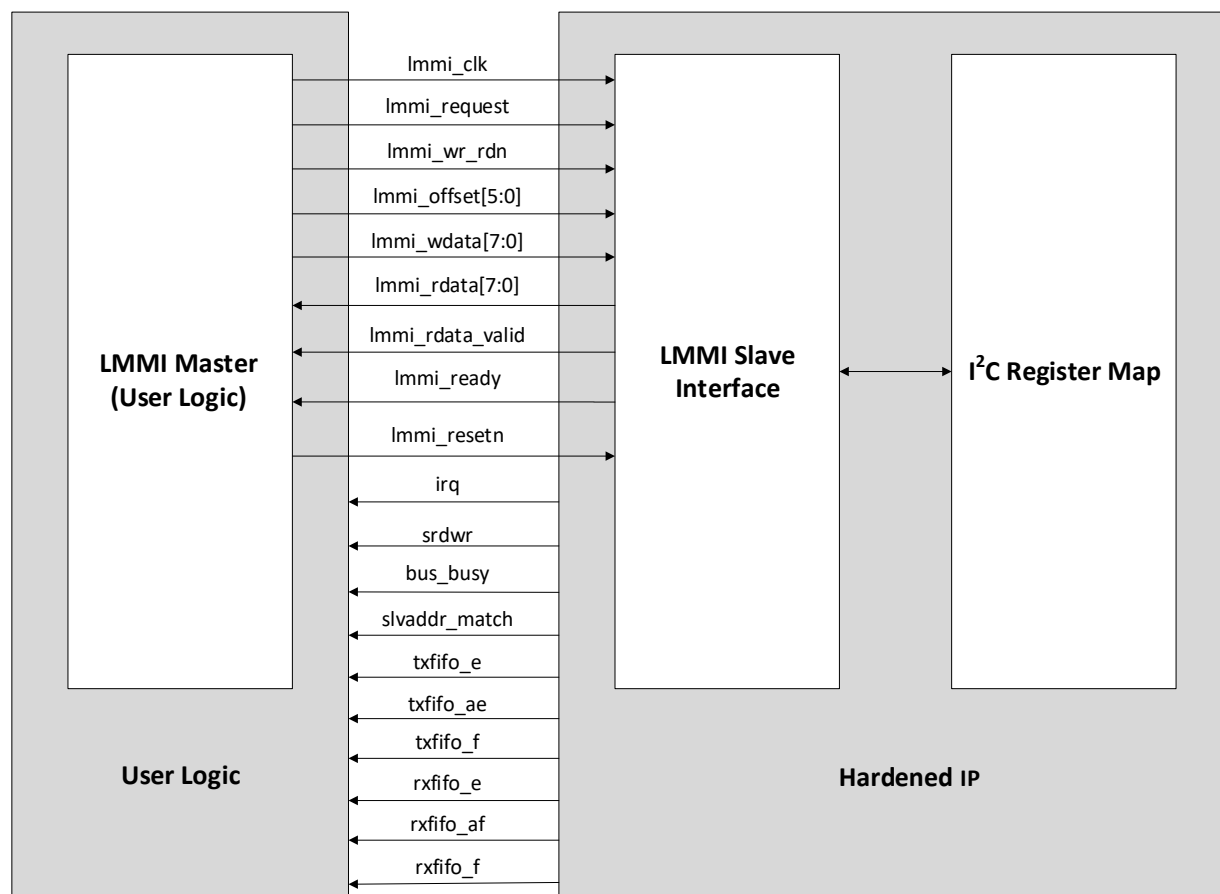 lmmi_clk
lmmi_request
lmmi_wr_rdn
lmmi_offset[5:0]
lmmi_wdata[7:0]
lmmi_rdata[7:0]
lmmi_rdata_valid
lmmi_ready
lmmi_resetn
irq
srdwr
bus_busy
slvaddr_match
txfifo_e
txfifo_ae
txfifo_f
rxfifo_e
rxfifo_af
rxfifo_f
LMMI Master
(User Logic)
LMMI Slave
Interface
I²C Register Map
User Logic
Hardened IP